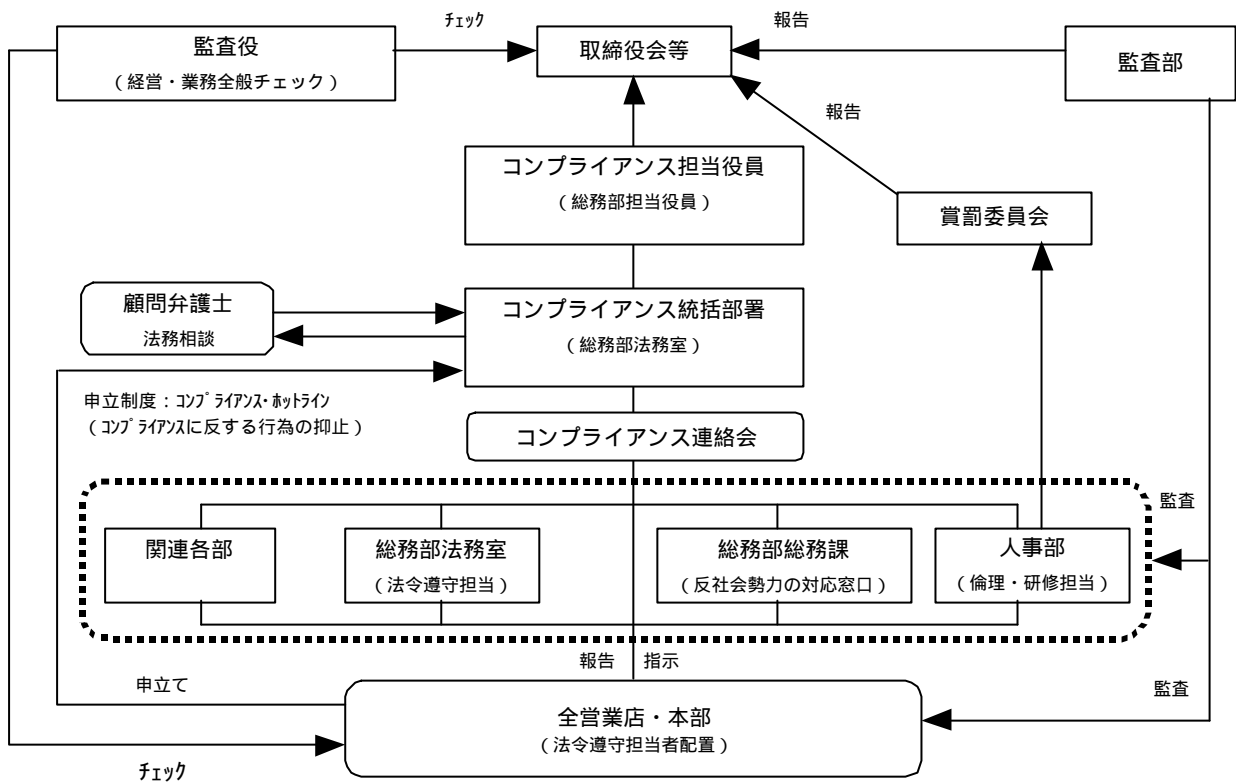 ﾁｪｯｸ
報告
監査役
（経営・業務全般チェック）
取締役会等
監査部
報告
コンプライアンス担当役員
（総務部担当役員）
賞罰委員会
顧問弁護士
法務相談
コンプライアンス統括部署
（総務部法務室）
申立制度：ｺﾝﾌﾟﾗｲｱﾝｽ･ﾎｯﾄﾗｲﾝ
（ｺﾝﾌﾟﾗｲｱﾝｽに反する行為の抑止）
コンプライアンス連絡会
監査
関連各部
総務部法務室
（法令遵守担当）
総務部総務課
（反社会勢力の対応窓口）
人事部
（倫理・研修担当）
報告
指示
申立て
監査
全営業店・本部
（法令遵守担当者配置）
ﾁｪｯｸ